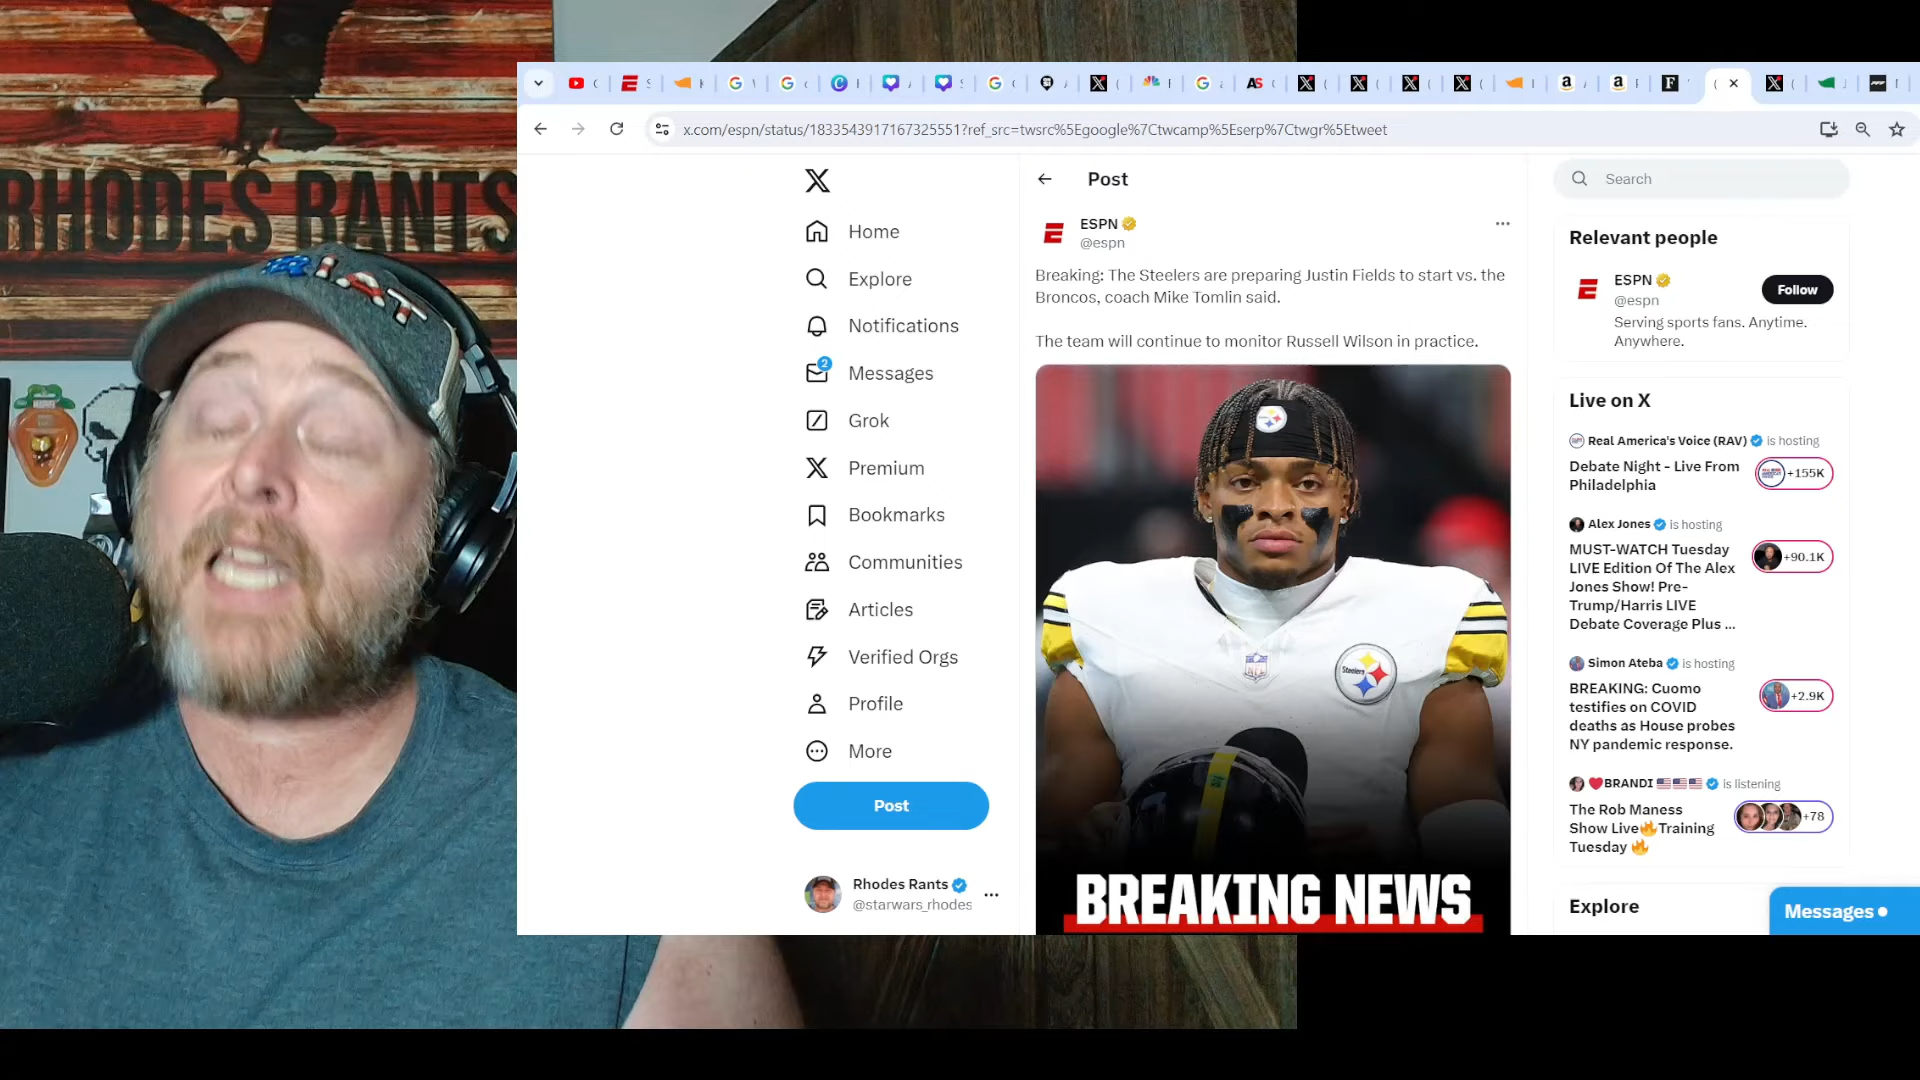 RHODES RANTS
RIAT
x.com/espn/status/1833543917167325551?ref_src=twsrc%5Egoogle%7Ctwcamp%5Eserp%7Ctwgr%5Etweet
Home
Explore
Notifications
2
Messages
Grok
Premium
Bookmarks
Communities
Articles
Verified Orgs
Profile
More
Post
Rhodes Rants
@starwars_rhodes
Post
ESPN
@espn
Breaking: The Steelers are preparing Justin Fields to start vs. the
Broncos, coach Mike Tomlin said.
The team will continue to monitor Russell Wilson in practice.
NFL
Steelers
BREAKING NEWS
Search
Relevant people
ESPN
@espn
Follow
Serving sports fans. Anytime.
Anywhere.
Live on X
Real America's Voice (RAV) is hosting
Debate Night - Live From
Philadelphia
+155K
Alex Jones is hosting
MUST-WATCH Tuesday
LIVE Edition Of The Alex
Jones Show! Pre-
Trump/Harris LIVE
Debate Coverage Plus ...
+90.1K
Simon Ateba is hosting
BREAKING: Cuomo
testifies on COVID
deaths as House probes
NY pandemic response.
+2.9K
❤️BRANDI 🇺🇸🇺🇸🇺🇸 is listening
The Rob Maness
Show Live🔥Training
Tuesday 🔥
+78
Explore
Messages